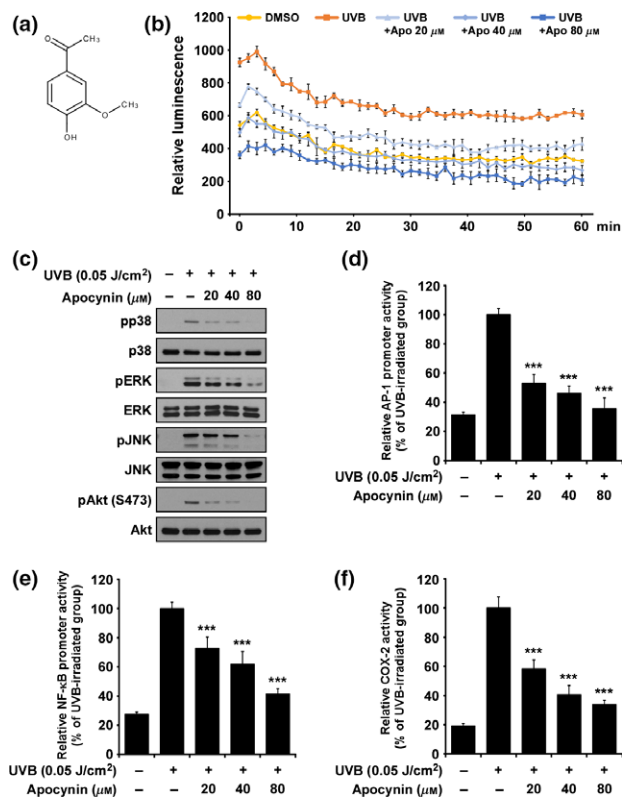 (a)
CH₃
O
O
CH₃
OH
(b)
DMSO UVB UVB UVB UVB
+Apo 20 μM +Apo 40 μM +Apo 80 μM
Relative luminescence
1200
1000
800
600
400
200
0
0 10 20 30 40 50 60 min
(c)
UVB (0.05 J/cm²) – + + + +
Apocynin (μM) – – 20 40 80
pp38
p38
pERK
ERK
pJNK
JNK
pAkt (S473)
Akt
(d)
Relative AP-1 promoter activity
(% of UVB-irradiated group)
120
100
80
60
40
20
0
*** *** ***
UVB (0.05 J/cm²) – + + + +
Apocynin (μM) – – 20 40 80
(e)
Relative NF-κB promoter activity
(% of UVB-irradiated group)
120
100
80
60
40
20
0
*** *** ***
UVB (0.05 J/cm²) – + + + +
Apocynin (μM) – – 20 40 80
(f)
Relative COX-2 activity
(% of UVB-irradiated group)
120
100
80
60
40
20
0
*** *** ***
UVB (0.05 J/cm²) – + + + +
Apocynin (μM) – – 20 40 80